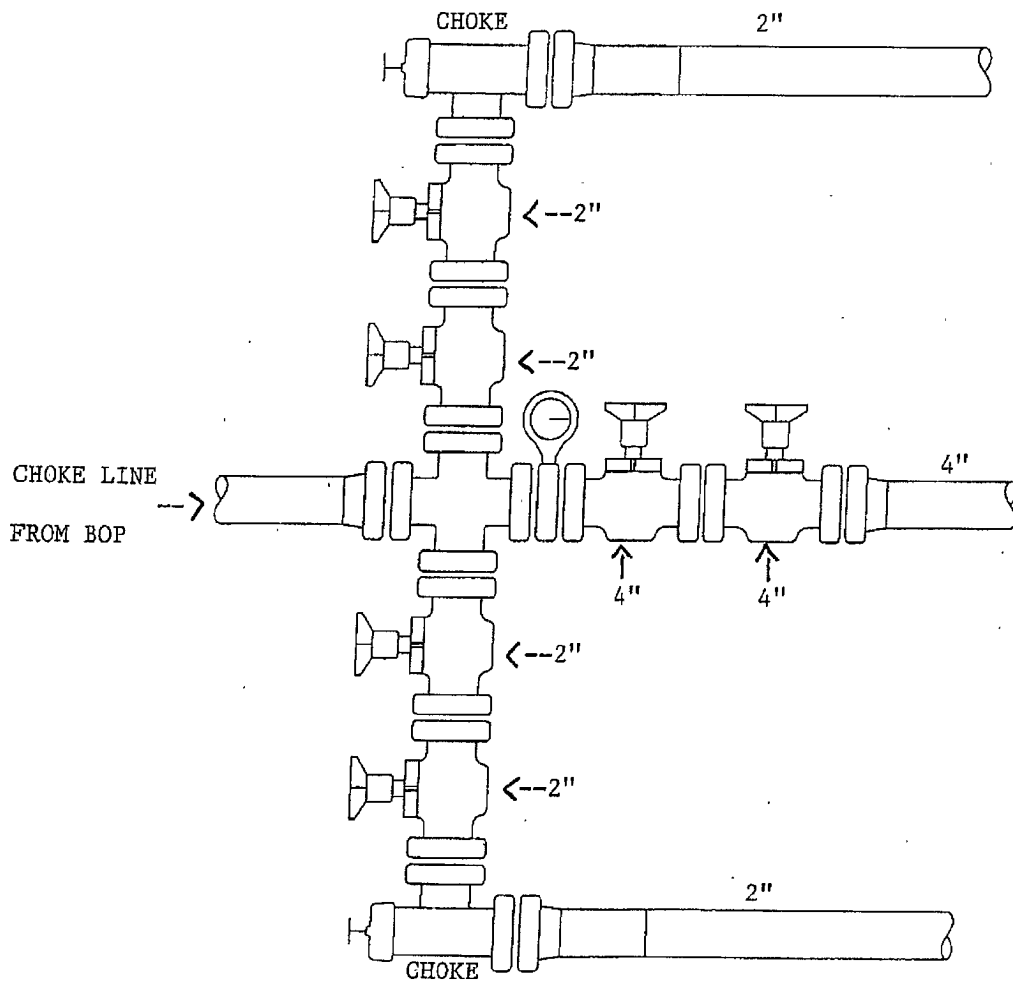 CHOKE
2"
<--2"
<--2"
CHOKE LINE
-->
FROM BOP
4"
4"
4"
<--2"
<--2"
2"
CHOKE